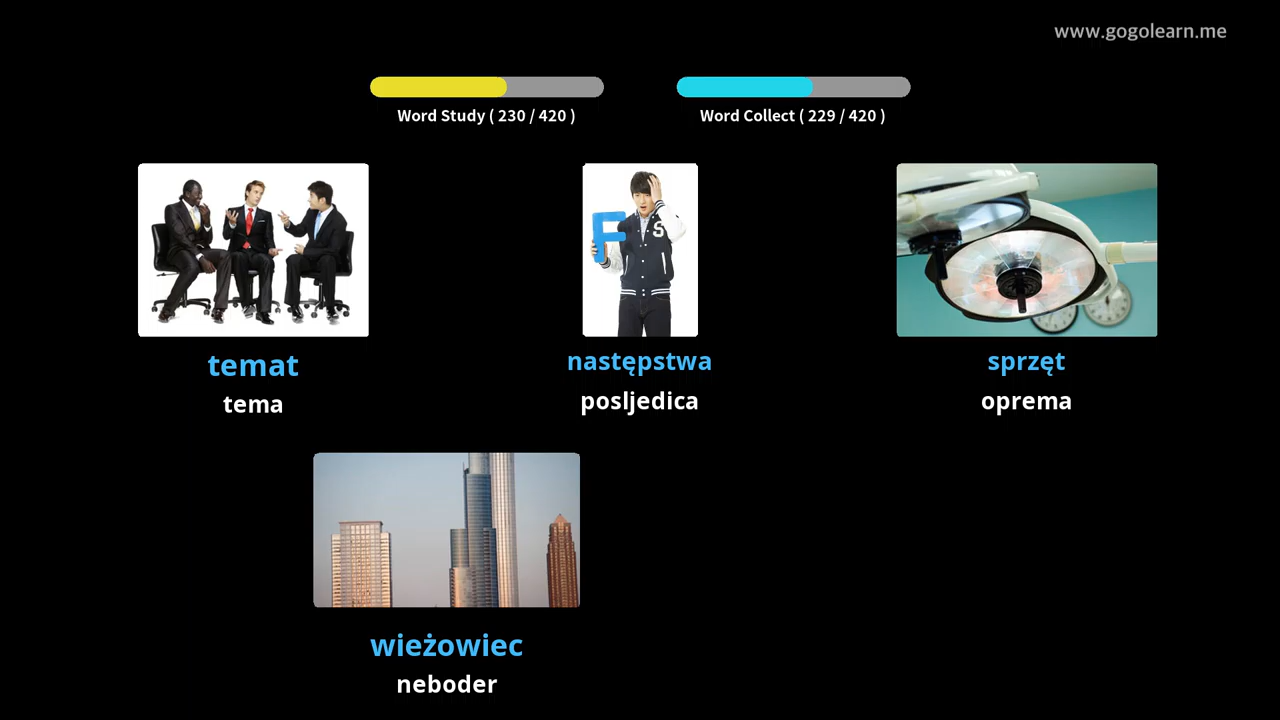 www.gogolearn.me
Word Study ( 230 / 420 )
Word Collect ( 229 / 420 )
F
S
temat
tema
następstwa
posljedica
sprzęt
oprema
wieżowiec
neboder